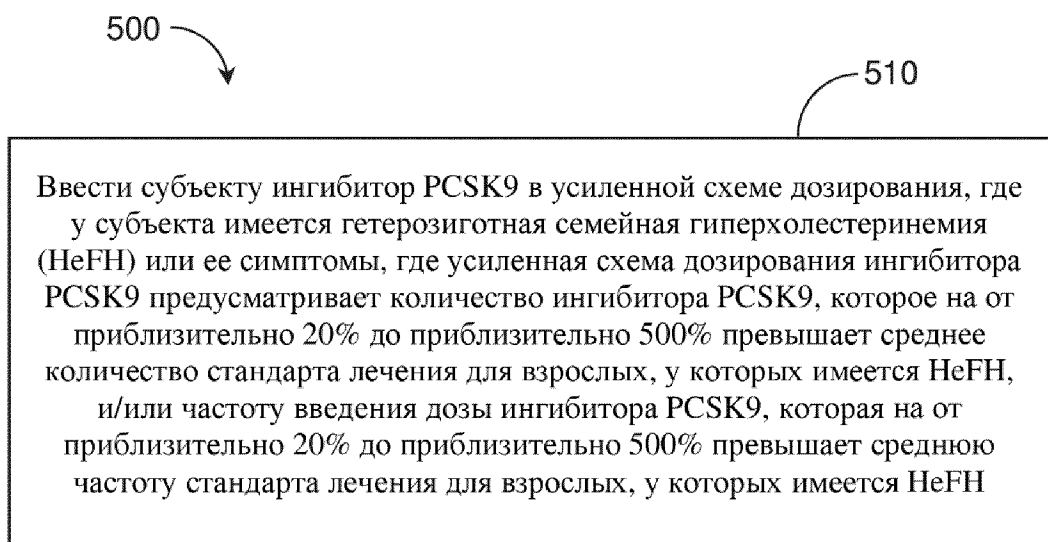 500
510
Ввести субъекту ингибитор PCSK9 в усиленной схеме дозирования, где
у субъекта имеется гетерозиготная семейная гиперхолестеринемия
(HeFH) или ее симптомы, где усиленная схема дозирования ингибитора
PCSK9 предусматривает количество ингибитора PCSK9, которое на от
приблизительно 20% до приблизительно 500% превышает среднее
количество стандарта лечения для взрослых, у которых имеется HeFH,
и/или частоту введения дозы ингибитора PCSK9, которая на от
приблизительно 20% до приблизительно 500% превышает среднюю
частоту стандарта лечения для взрослых, у которых имеется HeFH